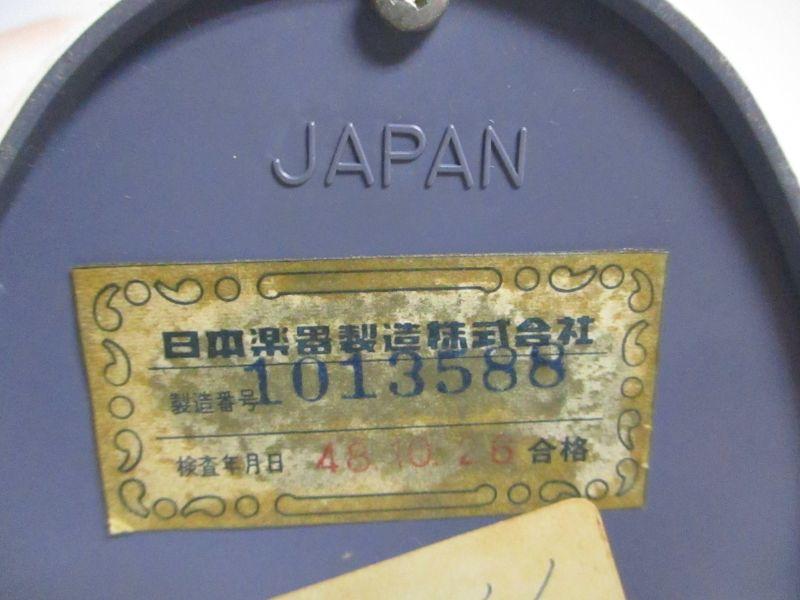 JAPAN
日本楽器製造株式会社
製造番号 1013588
検査年月日 48.10.26 合格